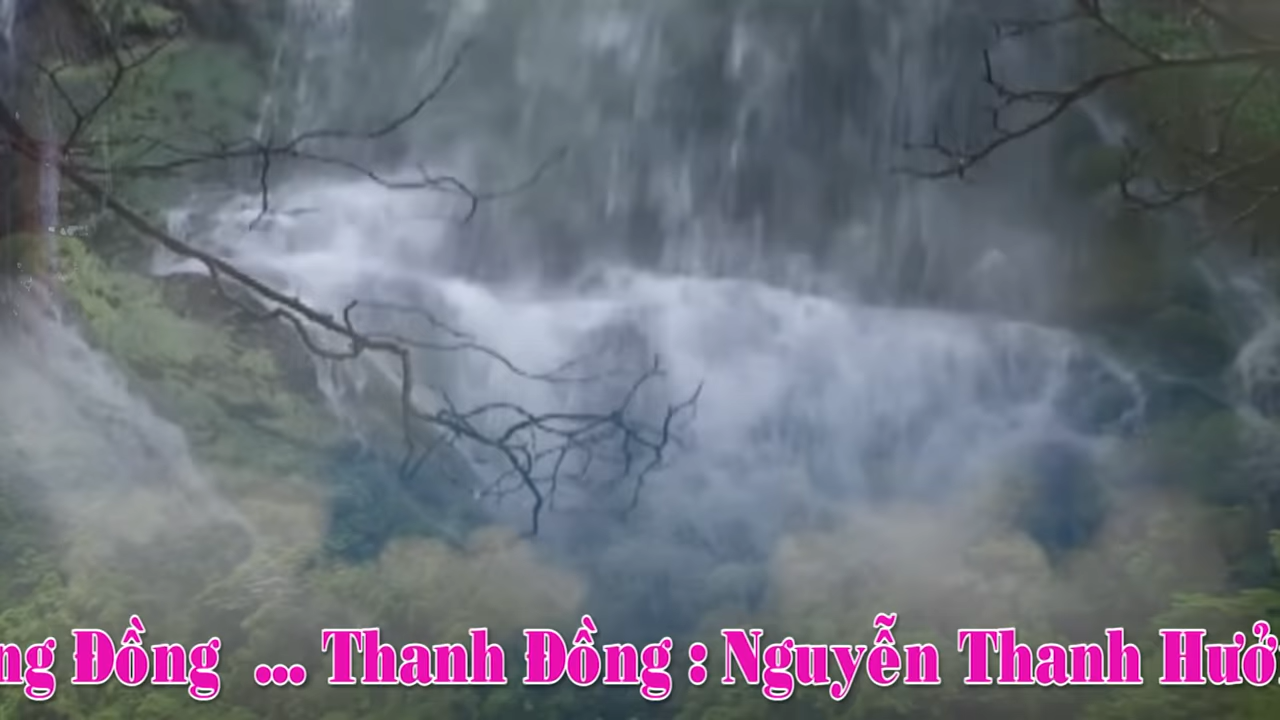 ng Đồng ... Thanh Đồng : Nguyễn Thanh Hưở